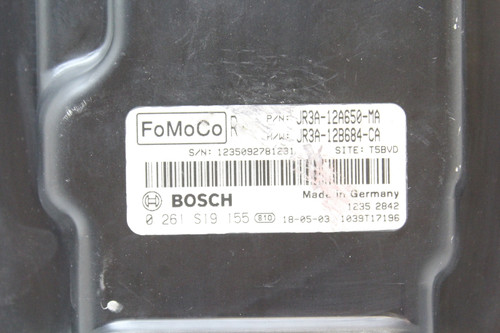 FoMoCo R P/N: JR3A-12A650-MA
H/W: JR3A-12B684-CA
S/N: 1235092781231 SITE: T5BVD
BOSCH Made in Germany
1235 2842
0 261 S19 155 B10 18-05-03 1039T17196